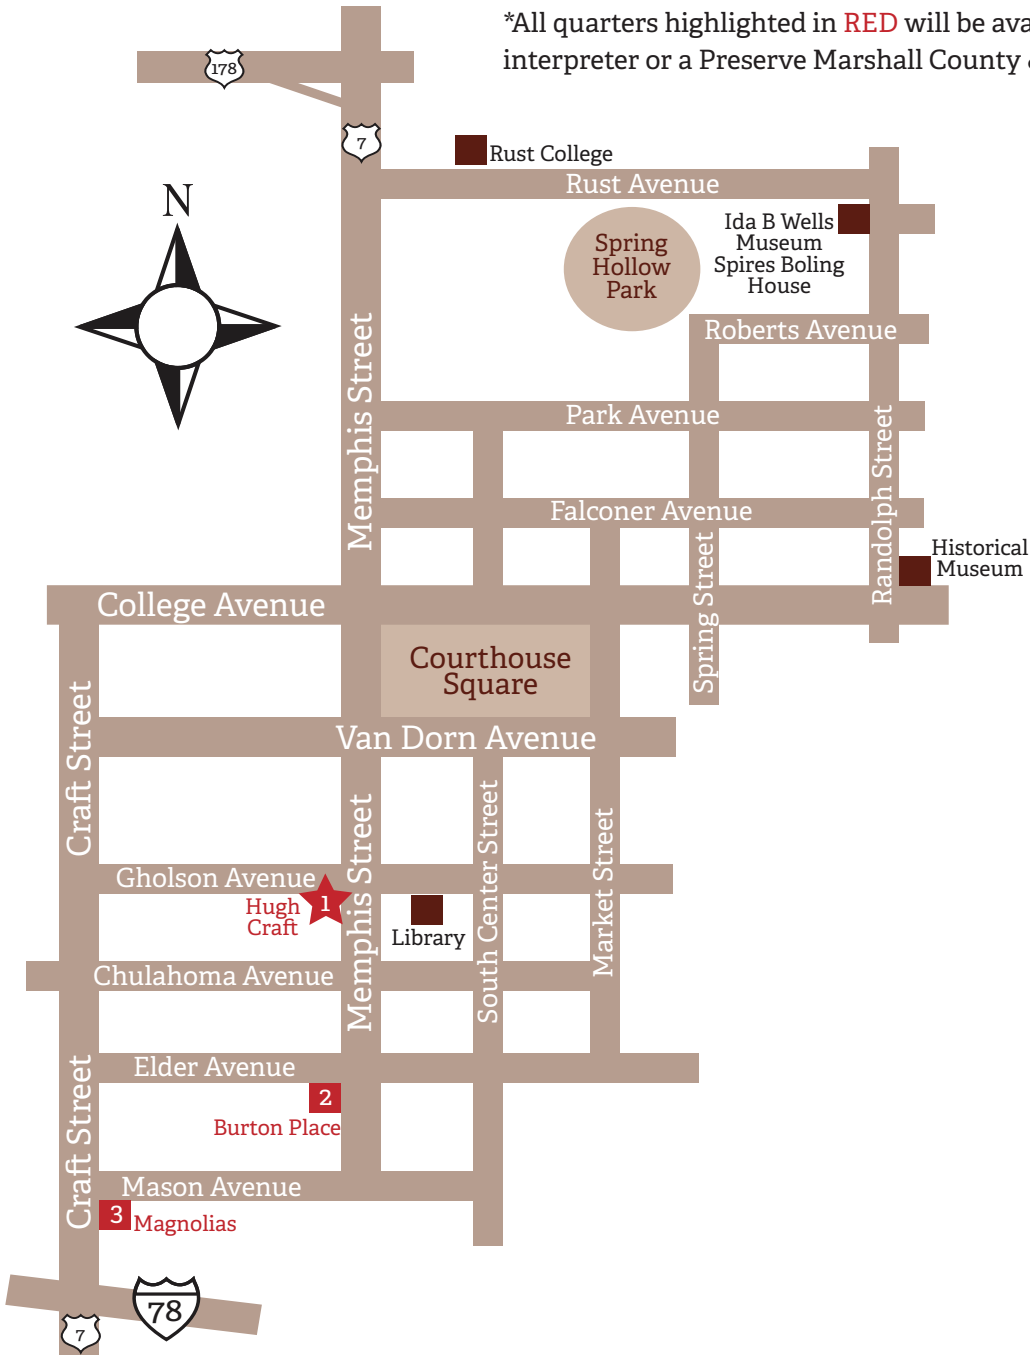 *All quarters highlighted in RED will be ava
interpreter or a Preserve Marshall County
178
7
Rust College
Rust Avenue
N
Ida B Wells
Museum
Spires Boling
House
Spring
Hollow
Park
Roberts Avenue
Memphis Street
Park Avenue
Randolph Street
Falconer Avenue
Historical
Museum
Spring Street
College Avenue
Courthouse
Square
Craft Street
Van Dorn Avenue
Memphis Street
South Center Street
Market Street
Gholson Avenue
1
Hugh
Craft
Library
Chulahoma Avenue
Craft Street
Elder Avenue
2
Burton Place
Mason Avenue
3
Magnolias
78
7